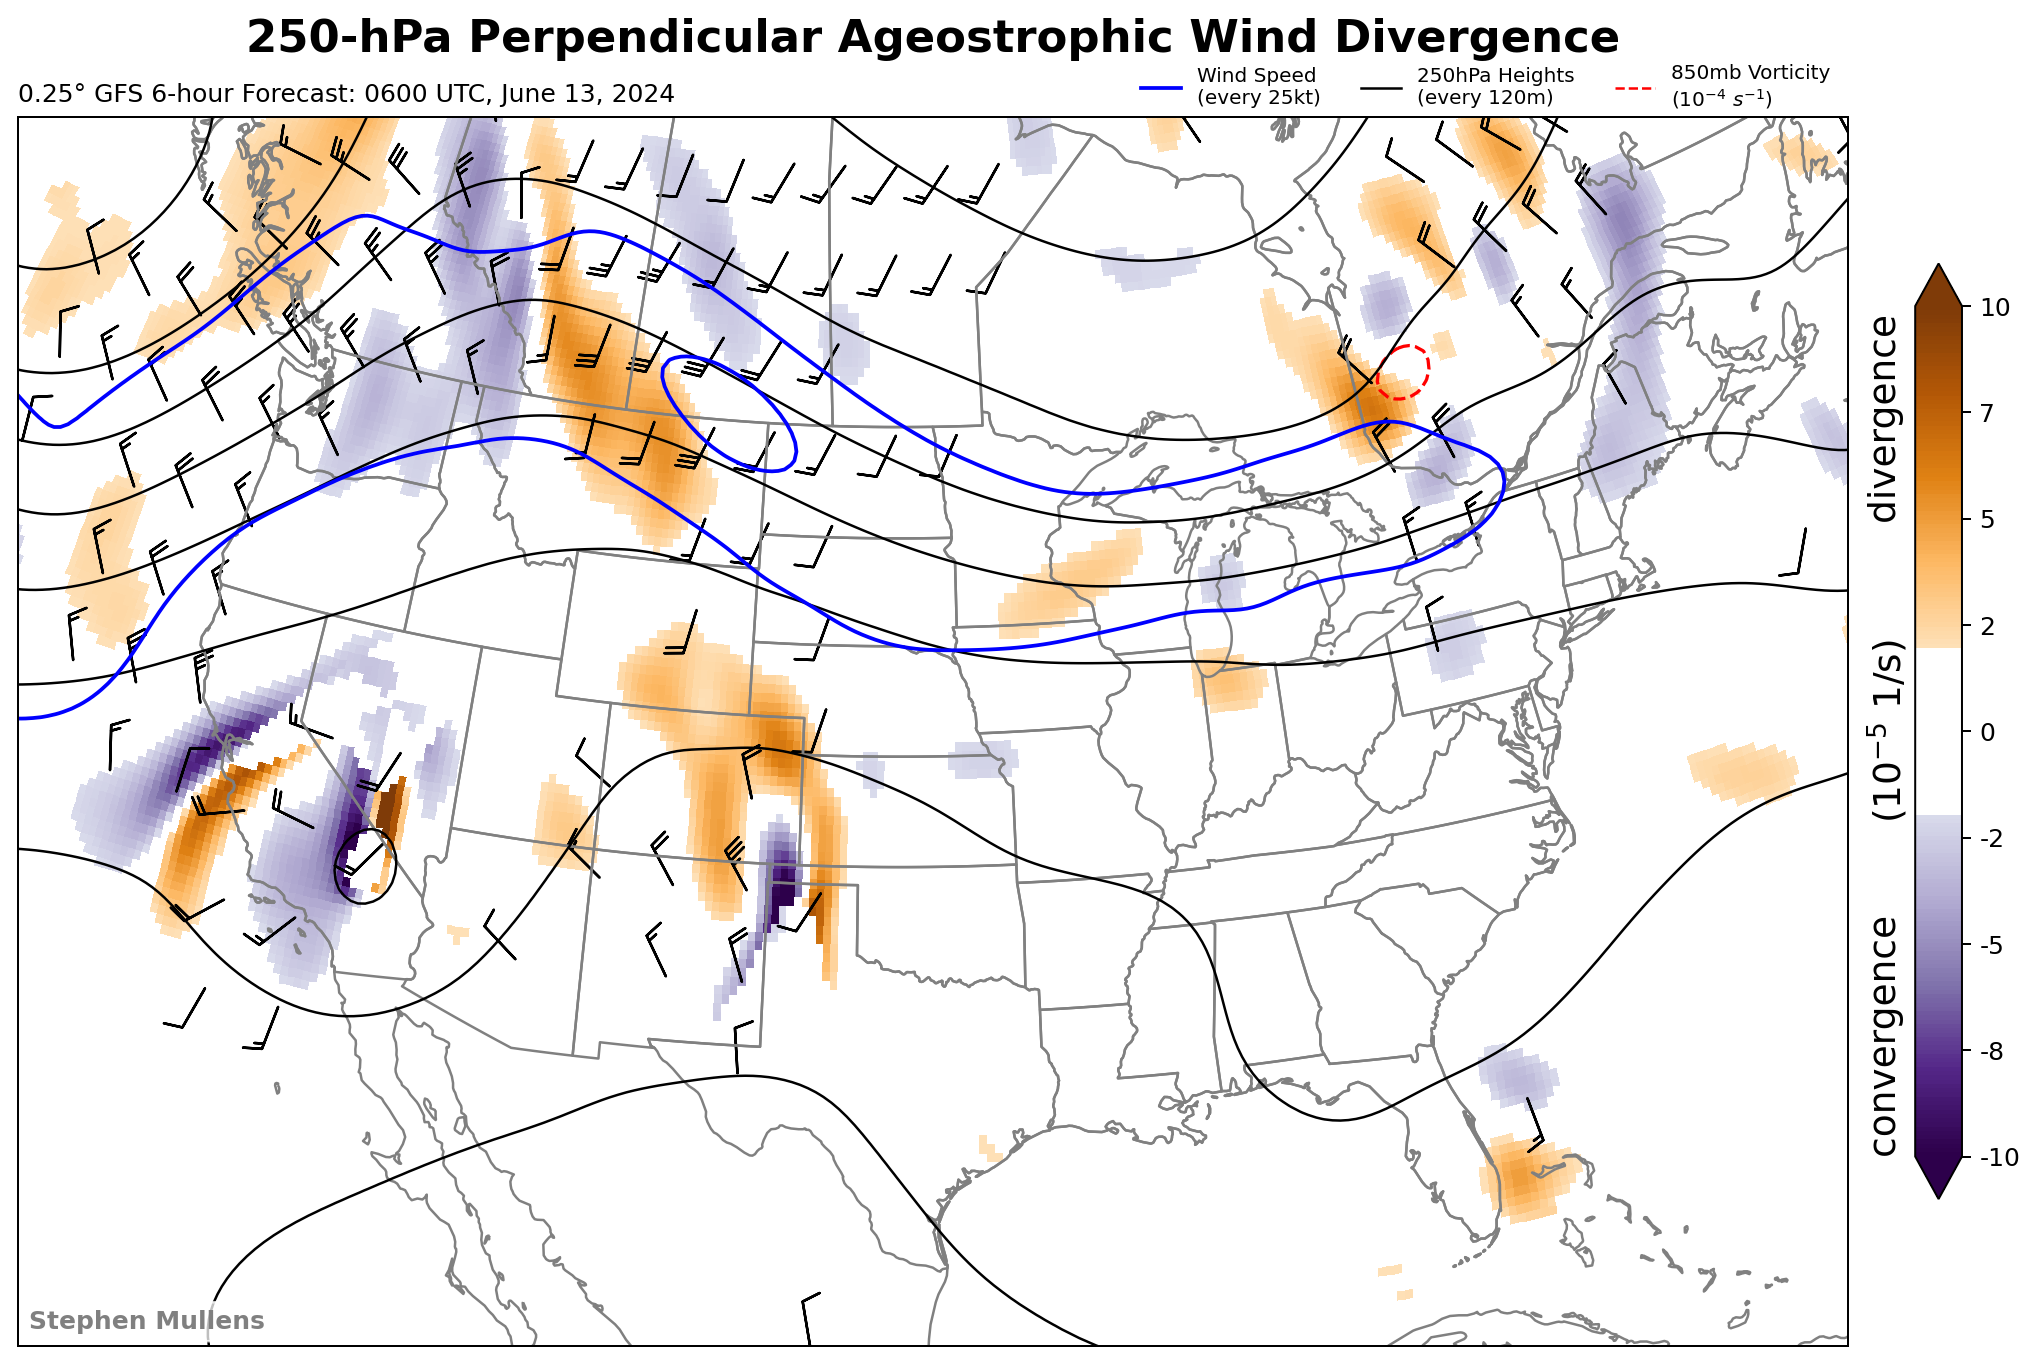 250-hPa Perpendicular Ageostrophic Wind Divergence
0.25° GFS 6-hour Forecast: 0600 UTC, June 13, 2024
Wind Speed
(every 25kt)
250hPa Heights
(every 120m)
850mb Vorticity
(10⁻⁴ s⁻¹)
10
7
5
2
0
-2
-5
-8
-10
divergence
(10⁻⁵ 1/s)
convergence
Stephen Mullens